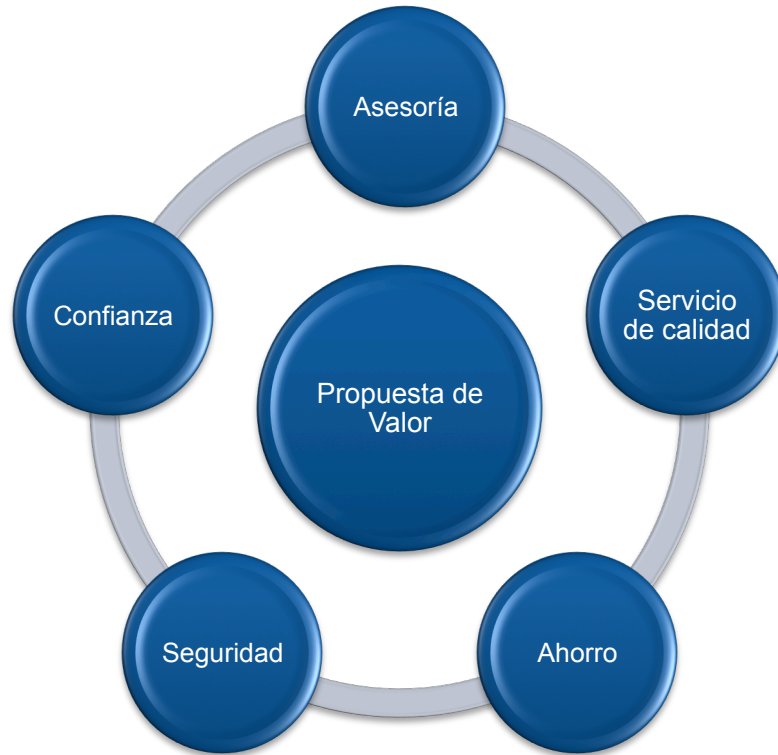 Asesoría
Servicio
de calidad
Ahorro
Seguridad
Confianza
Propuesta de
Valor